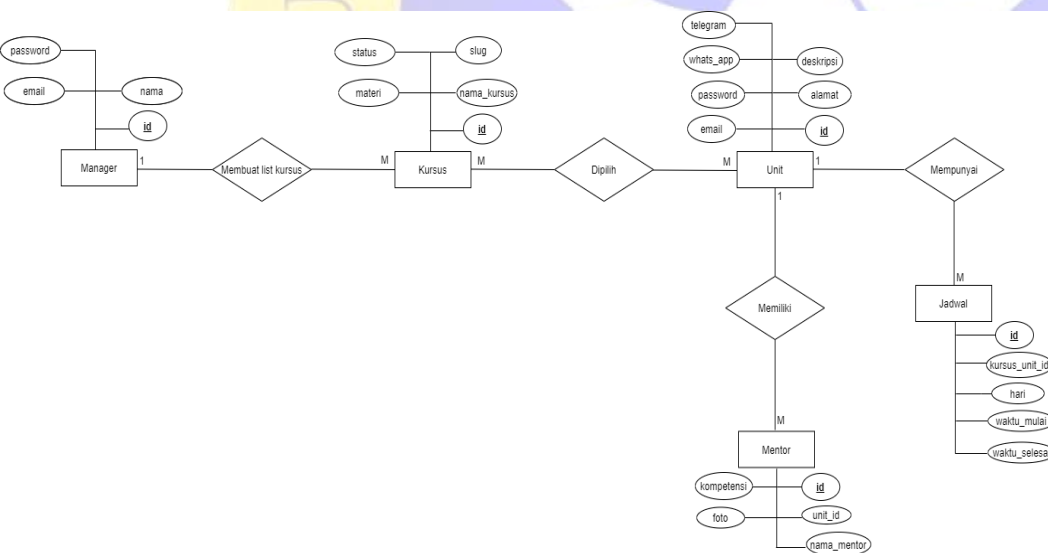 telegram
password
status
slug
whats_app
deskripsi
email
nama
materi
nama_kursus
password
alamat
id
id
email
id
Manager
1
Membuat list kursus
M
Kursus
M
Dipilih
M
Unit
1
Mempunyai
1
M
Memiliki
Jadwal
id
kursus_unit_id
hari
M
waktu_mulai
Mentor
waktu_selesa
kompetensi
id
foto
unit_id
nama_mentor